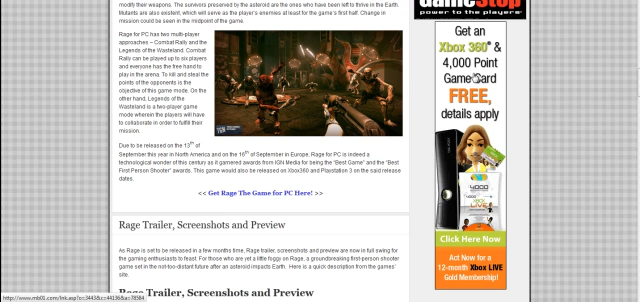 modify their weapons. The survivors presented by the asteroid are the ones who have been left to thrive in the Earth.
Mutants are also existent, which will serve as the player's enemies at least for the game's first half. Change in
mission could be seen in the midpoint of the game.
Rage for PC has two multi-player
approaches – Combat Rally and the
Legends of the Wasteland. Combat
Rally can be played by up to six players
and everyone has the free hand to
play in the arena. To kill and steal the
points of the opponents is the
objective of this game mode. On the
other hand, Legends of the
Wasteland is a two-player game
mode wherein the players will have
to collaborate in order to fulfill their
mission.
Due to be released on the 13th of
September this year in North America and on the 16th of September in Europe, Rage for PC is indeed a
technological wonder of this century as it garnered awards from IGN Media for being the "Best Game" and the "Best
First Person Shooter" awards. This game would also be released on Xbox360 and Playstation 3 on the said release
dates.
<< Get Rage The Game for PC Here! >>
Rage Trailer, Screenshots and Preview
As Rage is set to be released in a few months time, Rage trailer, screenshots and preview are now in full swing for
the gaming enthusiasts to feast. For those who are yet a little foggy on Rage, a groundbreaking first-person shooter
game set in the not-too-distant future after an asteroid impacts Earth. Here is a quick description of the games'
site.
Rage Trailer, Screenshots and Preview
GameStop
power to the players
Get an
Xbox 360® &
4,000 Point
GameStop Card
FREE,
details apply
4000
XBOX
LIVE
Click Here Now
Act Now for a
12-month Xbox LIVE
Gold Membership!